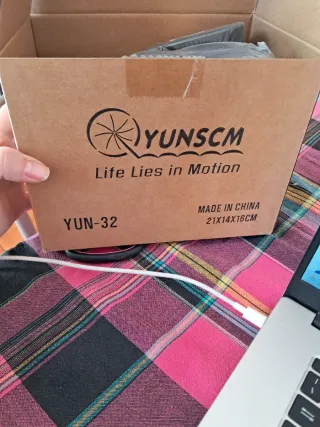 YUNSCM
Life Lies in Motion
YUN-32
MADE IN CHINA
21X14X16CM